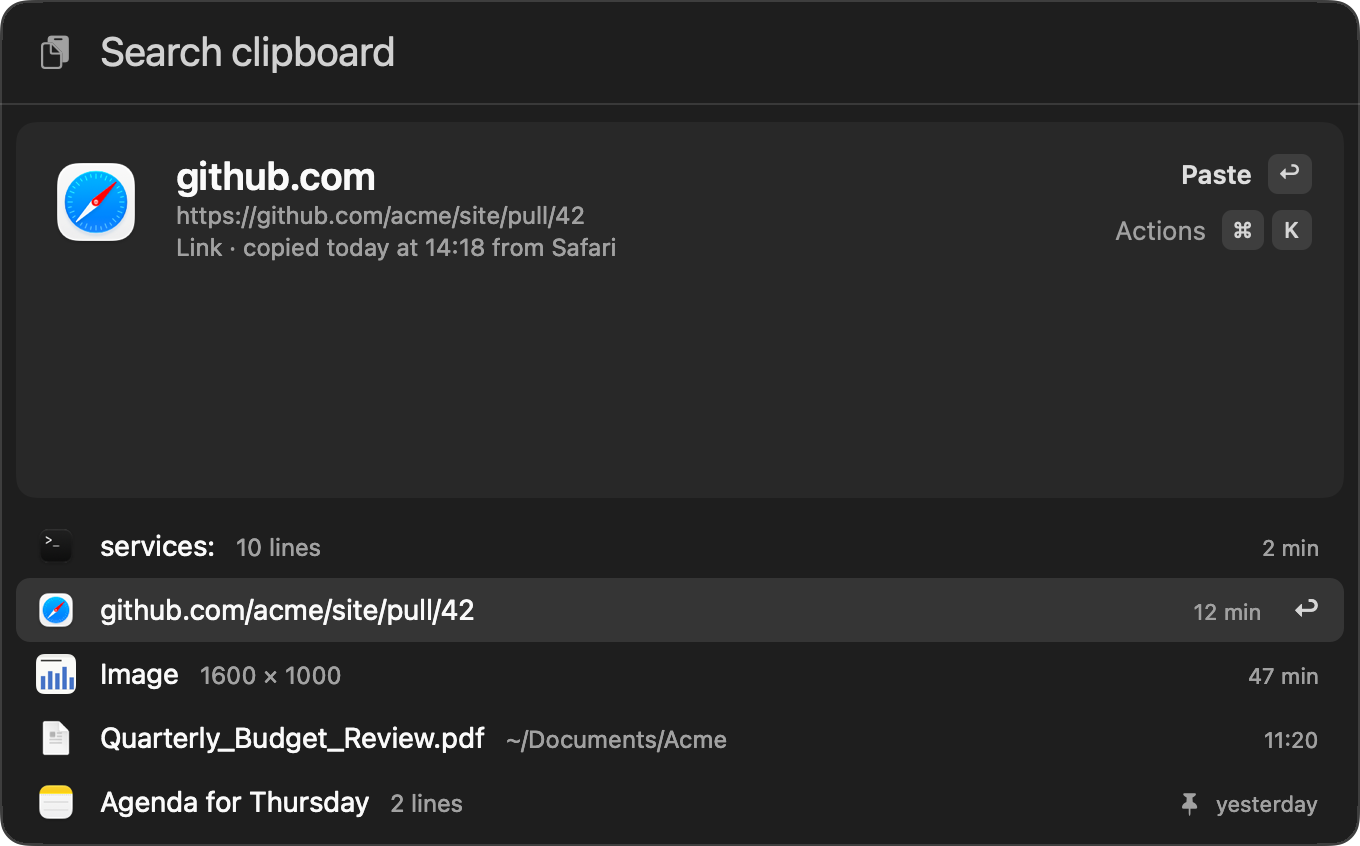 Search clipboard
github.com
https://github.com/acme/site/pull/42
Link · copied today at 14:18 from Safari
Paste ↩
Actions ⌘ K
>_
services: 10 lines 2 min
github.com/acme/site/pull/42 12 min ↩
Image 1600 × 1000 47 min
Quarterly_Budget_Review.pdf ~/Documents/Acme 11:20
Agenda for Thursday 2 lines yesterday